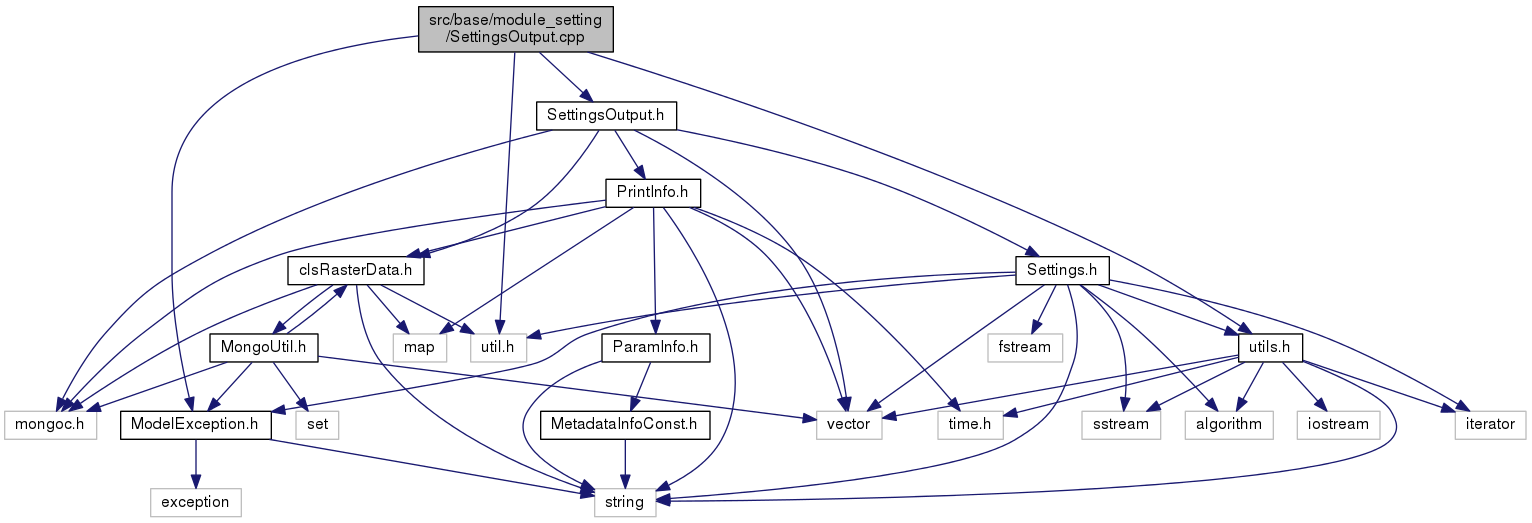 src/base/module_setting
/SettingsOutput.cpp
SettingsOutput.h
PrintInfo.h
clsRasterData.h
Settings.h
MongoUtil.h
map
util.h
ParamInfo.h
fstream
utils.h
mongoc.h
ModelException.h
set
MetadataInfoConst.h
vector
time.h
sstream
algorithm
iostream
iterator
exception
string